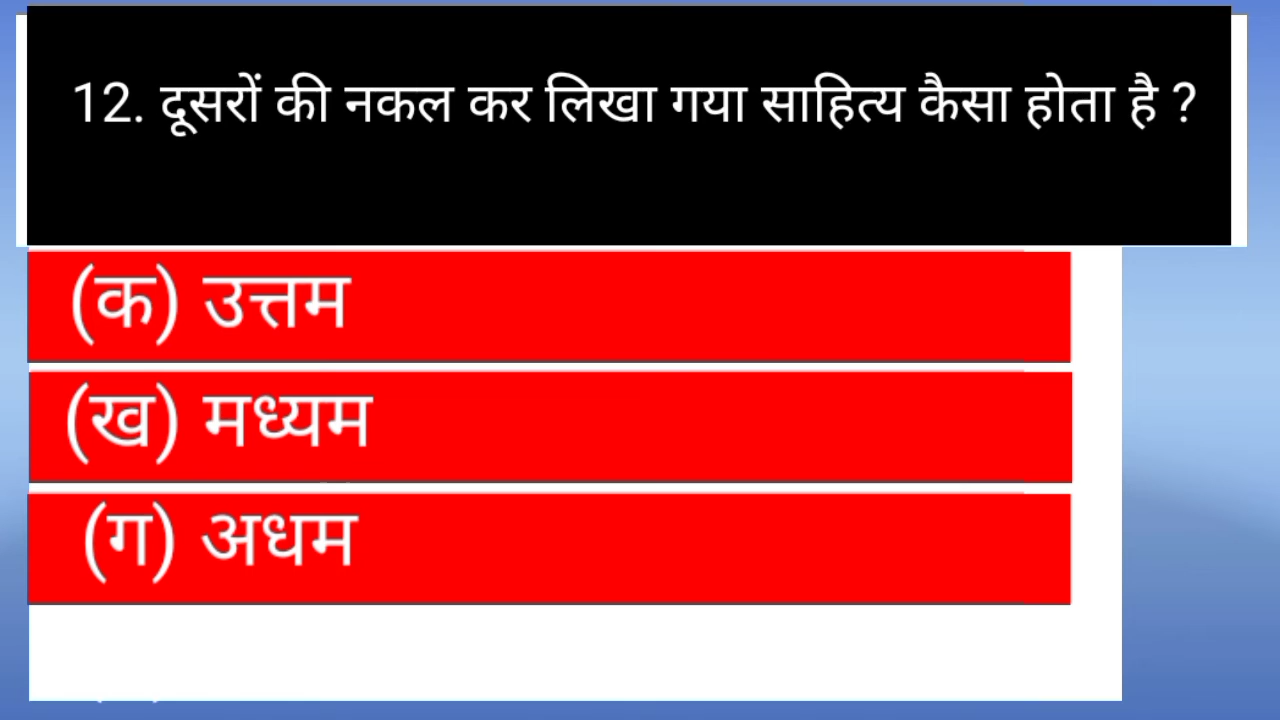 12. दूसरों की नकल कर लिखा गया साहित्य कैसा होता है ?
(क) उत्तम
(ख) मध्यम
(ग) अधम